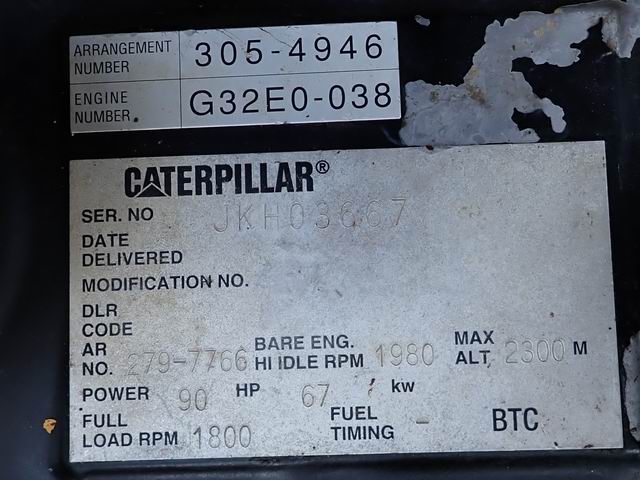 ARRANGEMENT NUMBER 305-4946
ENGINE NUMBER G32E0-038
CATERPILLAR®
SER. NO JKH03667
DATE
DELIVERED
MODIFICATION NO.
DLR
CODE
AR NO. 279-7766 BARE ENG. HI IDLE RPM 1980 MAX ALT. 2300 M
POWER 90 HP 67 kw
FULL LOAD RPM 1800 FUEL TIMING - BTC